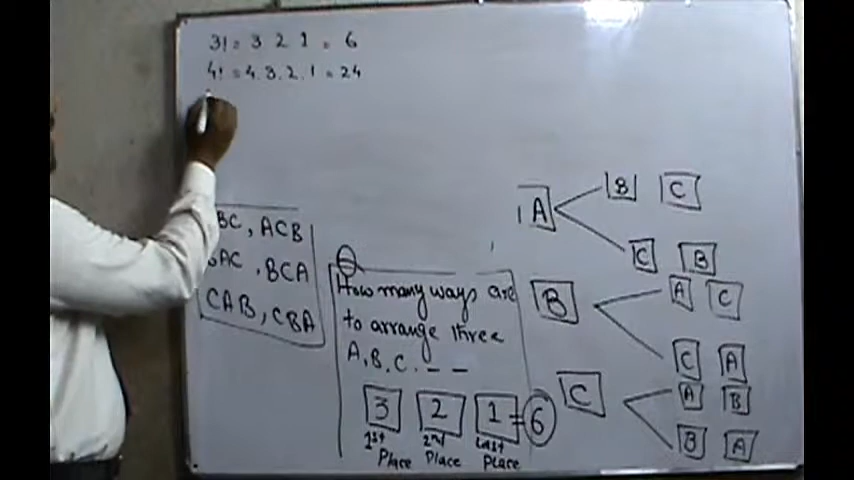 3! = 3 2 1 = 6
4! = 4.3.2.1 = 24
BC, ACB
AC, BCA
CAB, CBA
Q
How many ways are
to arrange three
A, B, C. _ _
3 2 1 = 6
1st 2nd Last
Place Place Place
A B C
C B
B A C
C A
C A B
B A